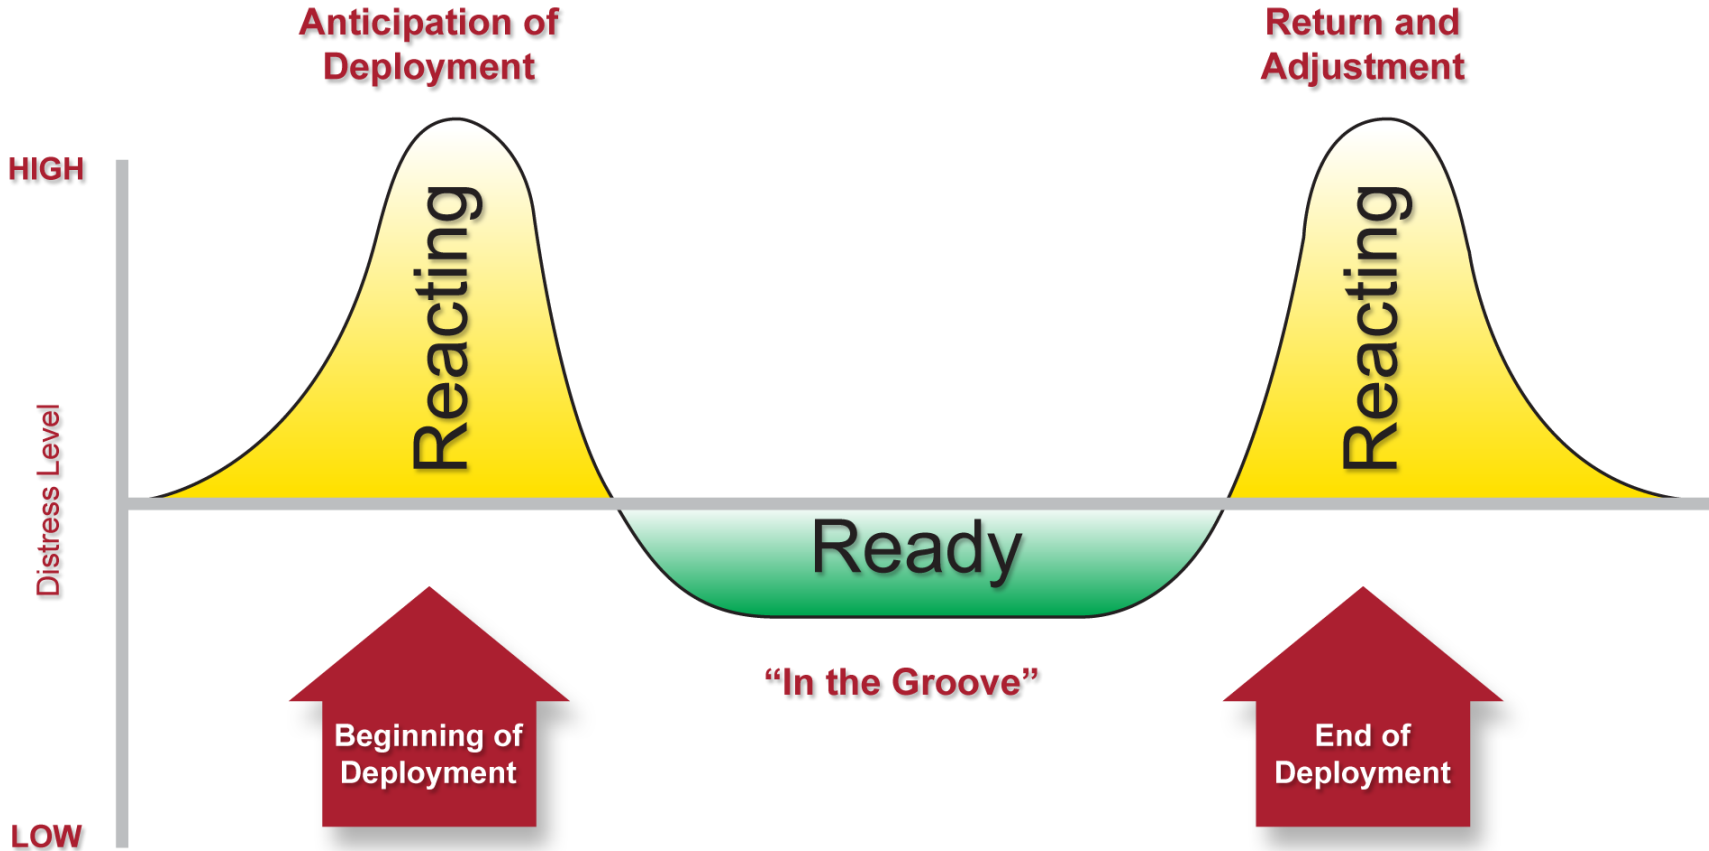 Anticipation of
Deployment
Return and
Adjustment
HIGH
Reacting
Reacting
Distress Level
Ready
“In the Groove”
Beginning of
Deployment
End of
Deployment
LOW